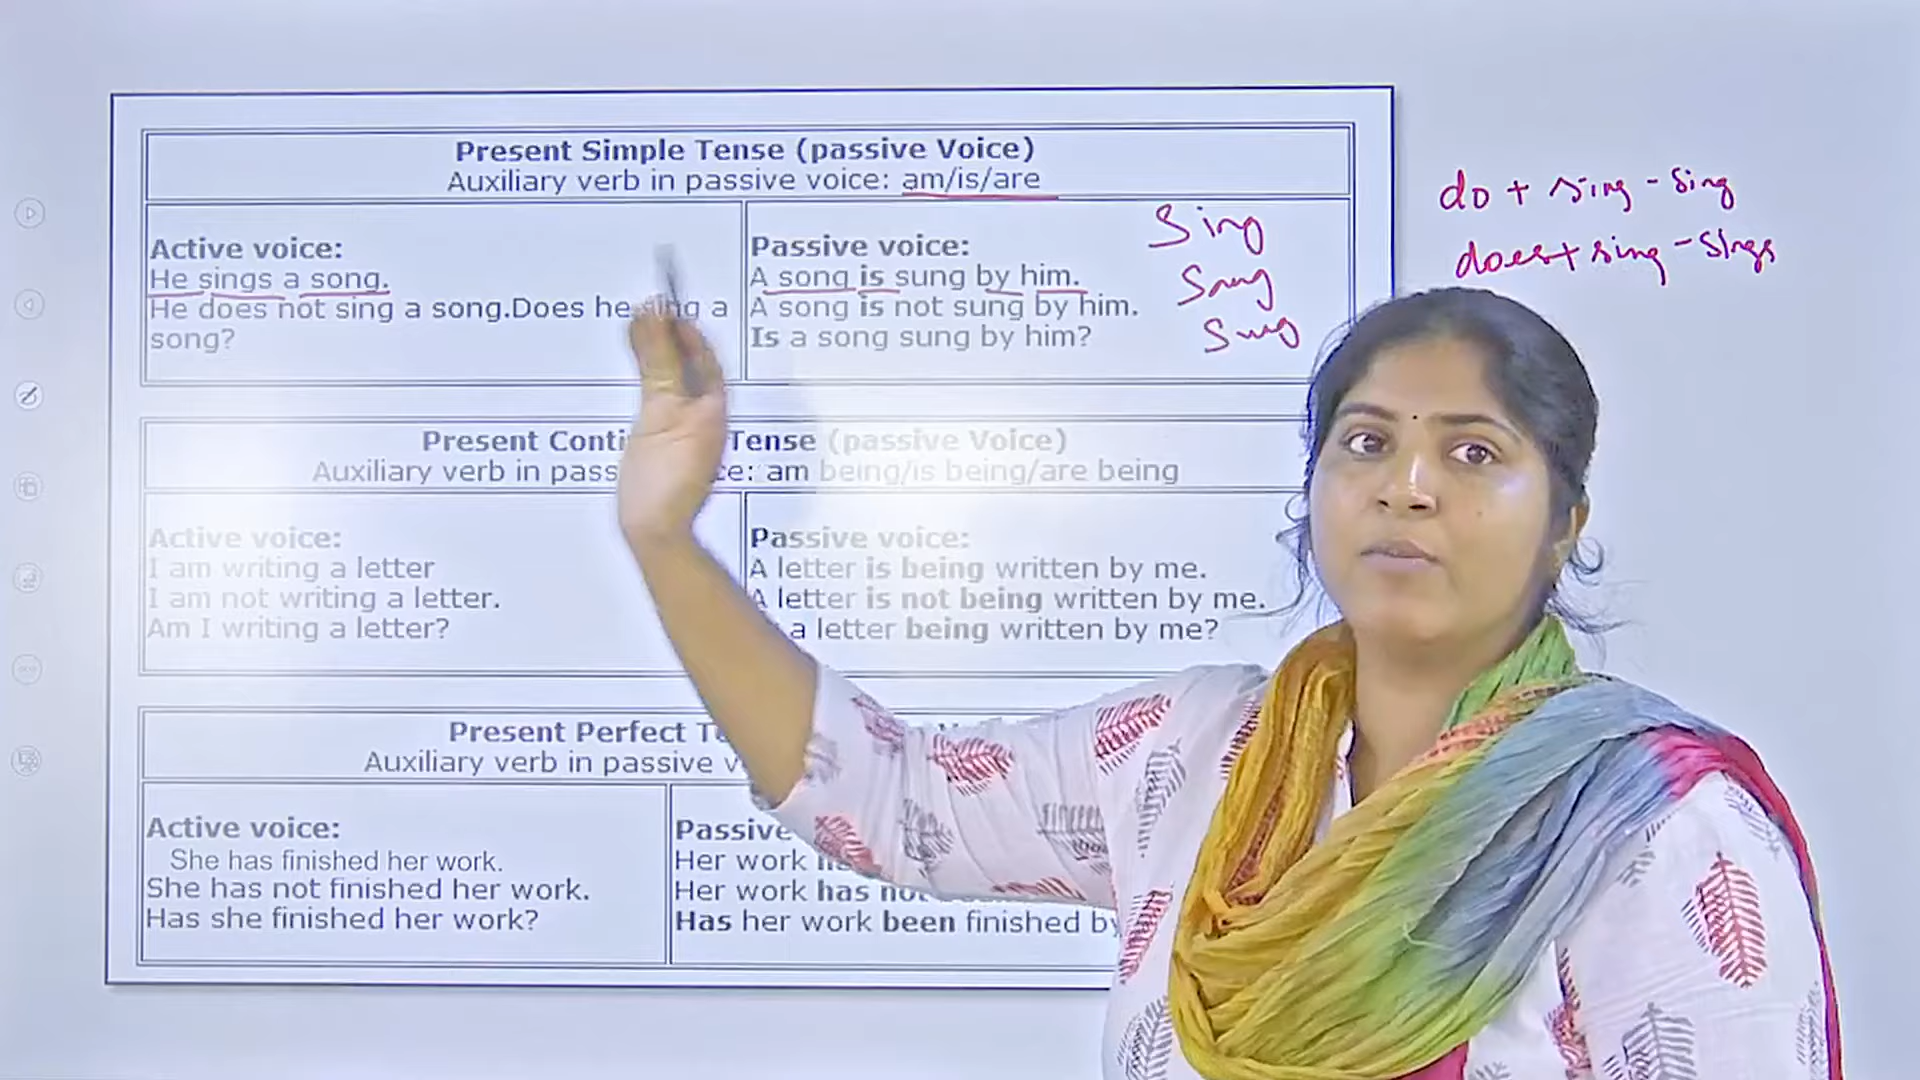 Present Simple Tense (passive Voice)
Auxiliary verb in passive voice: am/is/are
Active voice:
He sings a song.
He does not sing a song.Does he sing a
song?
Passive voice:
A song is sung by him.
A song is not sung by him.
Is a song sung by him?
Sing
Sang
Sung
do + sing - sing
does + sing - sings
Present Conti Tense (passive Voice)
Auxiliary verb in pass ce: am being/is being/are being
Active voice:
I am writing a letter
I am not writing a letter.
Am I writing a letter?
Passive voice:
A letter is being written by me.
A letter is not being written by me.
a letter being written by me?
Present Perfect
Auxiliary verb in passive
Active voice:
She has finished her work.
She has not finished her work.
Has she finished her work?
Passive
Her work
Her work has
Has her work been finished by